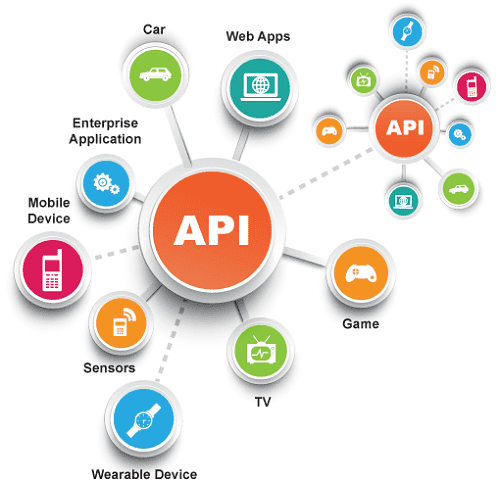 Car
Web Apps
Enterprise
Application
API
Mobile
Device
API
Game
Sensors
TV
Wearable Device